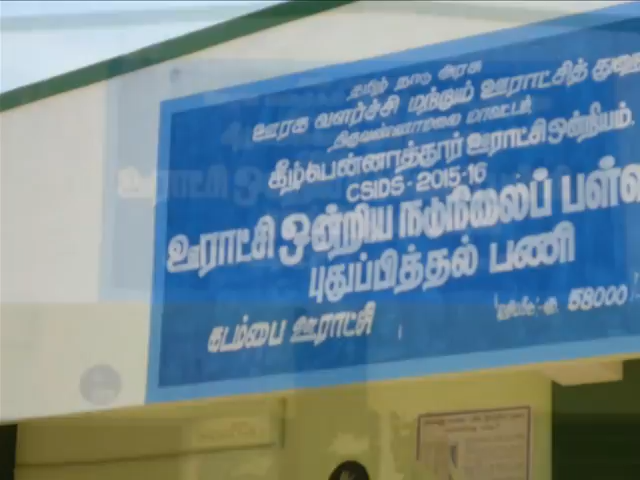 தமிழ் நாடு அரசு
ஊரக வளர்ச்சி மற்றும் ஊராட்சித் துறை
திருவண்ணாமலை மாவட்டம்
கீழ்பென்னாத்தூர் ஊராட்சி ஒன்றியம்.
CSIDS-2015-16
ஊராட்சி ஒன்றிய நடுநிலைப் பள்ளி
புதுப்பித்தல் பணி
கடம்பை ஊராட்சி
58000